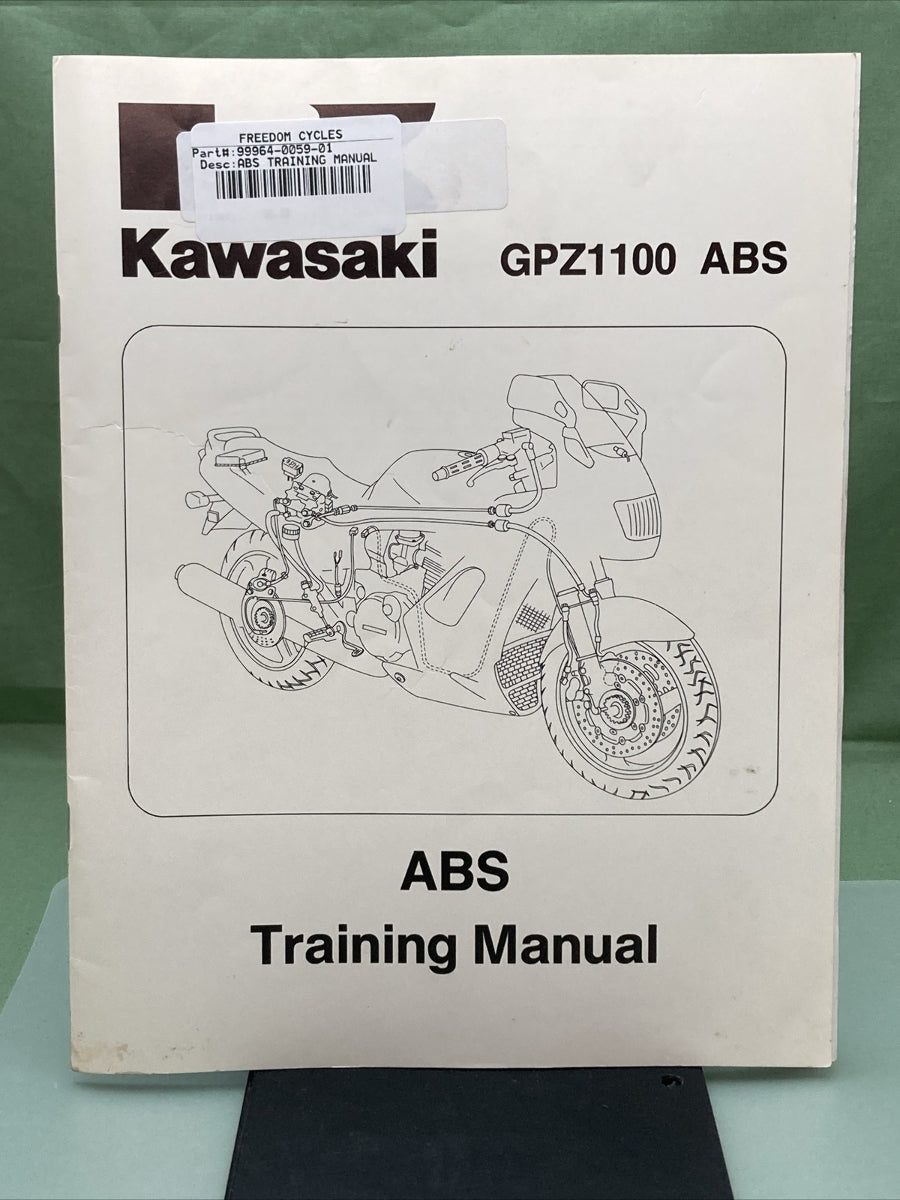 FREEDOM CYCLES
Part#:99964-0059-01
Desc:ABS TRAINING MANUAL
Kawasaki GPZ1100 ABS
ABS
Training Manual